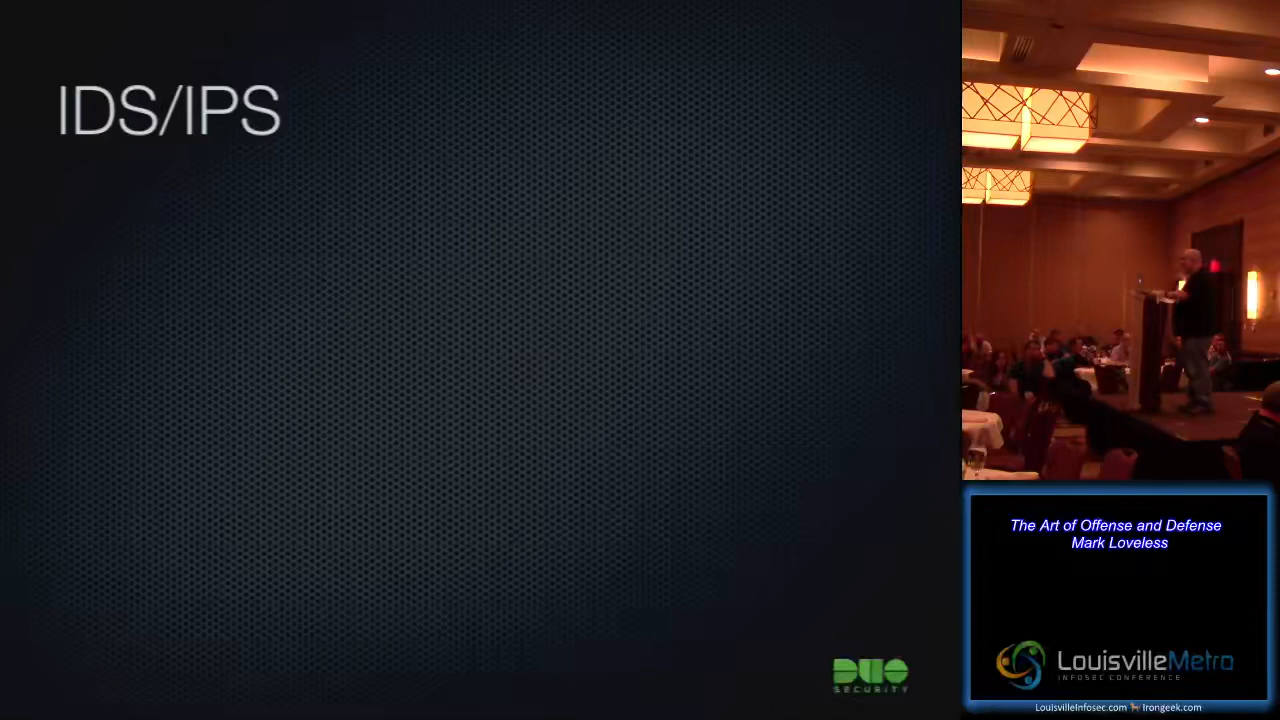 IDS/IPS
DUO
SECURITY
The Art of Offense and Defense
Mark Loveless
LouisvilleMetro
INFOSEC CONFERENCE
LouisvilleInfosec.com Irongeek.com